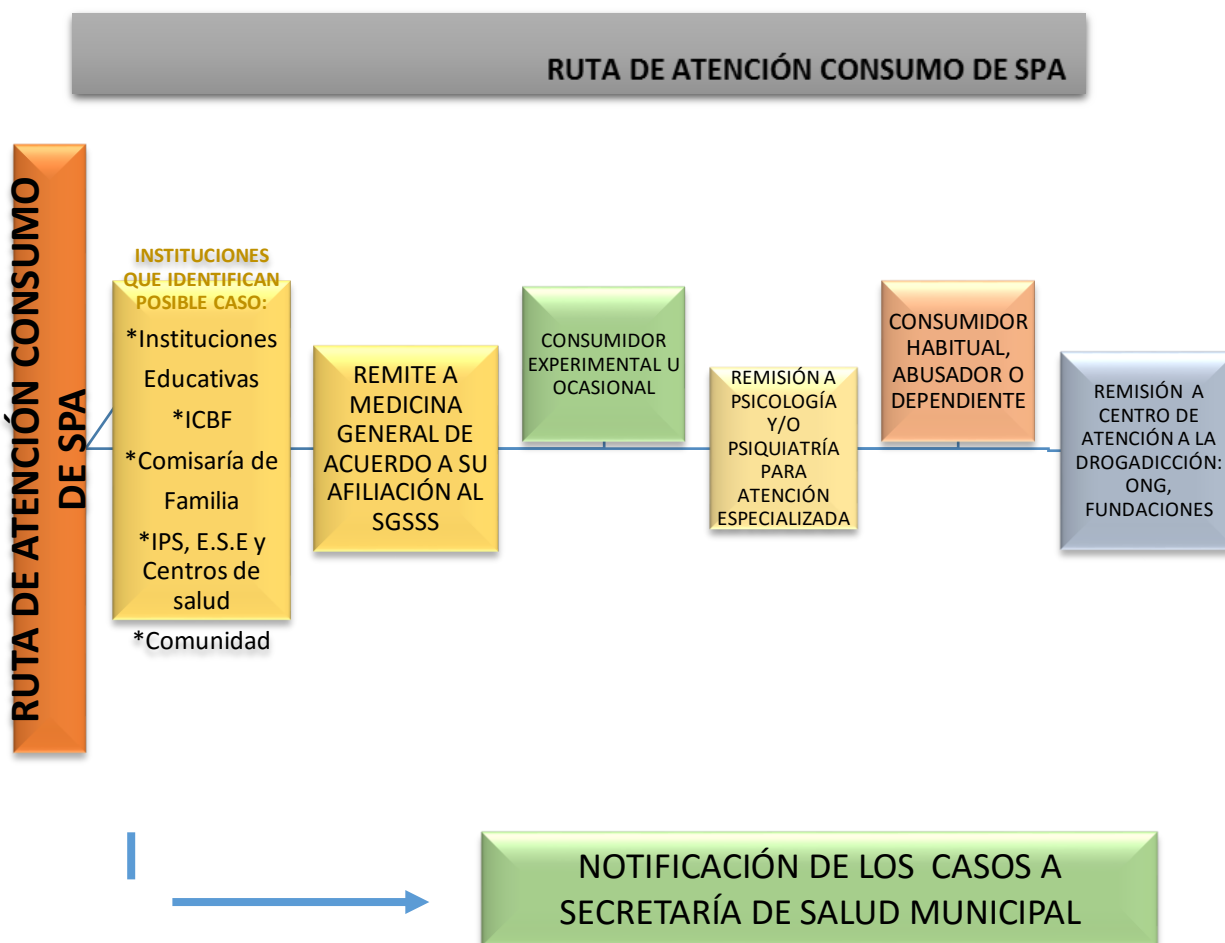 RUTA DE ATENCIÓN CONSUMO DE SPA
RUTA DE ATENCIÓN CONSUMO
DE SPA
INSTITUCIONES
QUE IDENTIFICAN
POSIBLE CASO:
*Instituciones
Educativas
*ICBF
*Comisaría de
Familia
*IPS, E.S.E y
Centros de
salud
*Comunidad
REMITE A
MEDICINA
GENERAL DE
ACUERDO A SU
AFILIACIÓN AL
SGSSS
CONSUMIDOR
EXPERIMENTAL U
OCASIONAL
REMISIÓN A
PSICOLOGÍA
Y/O
PSIQUIATRÍA
PARA
ATENCIÓN
ESPECIALIZADA
CONSUMIDOR
HABITUAL,
ABUSADOR O
DEPENDIENTE
REMISIÓN A
CENTRO DE
ATENCIÓN A LA
DROGADICCIÓN:
ONG,
FUNDACIONES
NOTIFICACIÓN DE LOS CASOS A
SECRETARÍA DE SALUD MUNICIPAL